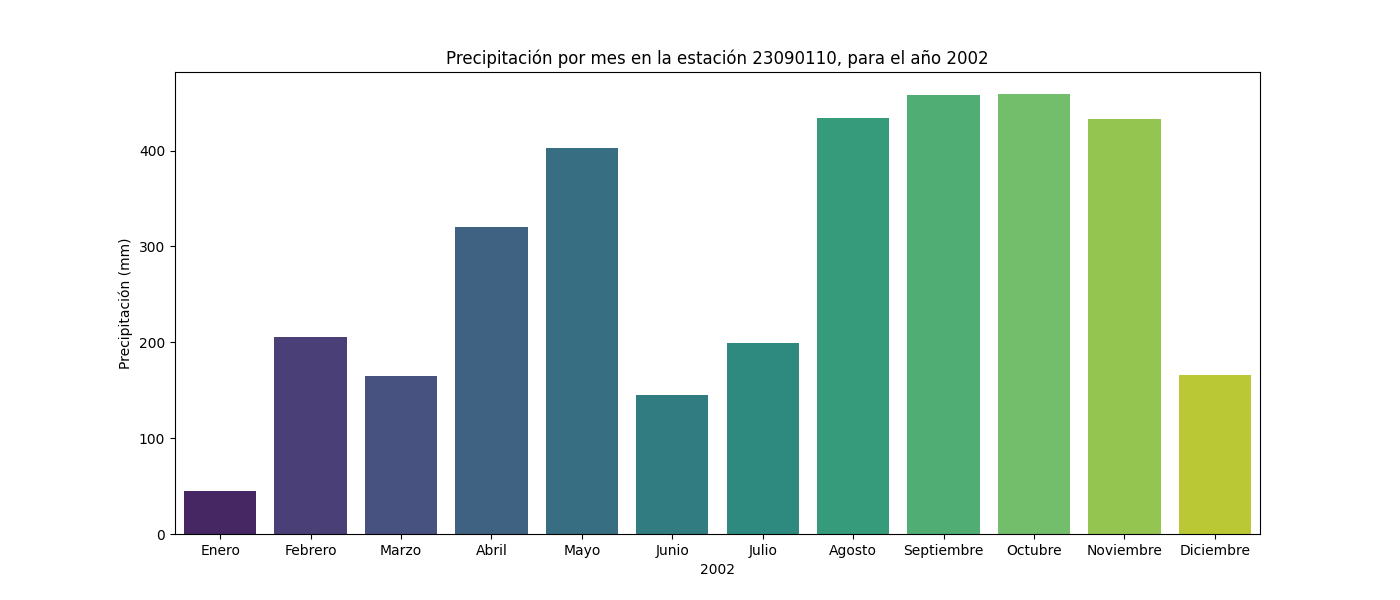 Precipitación por mes en la estación 23090110, para el año 2002
Precipitación (mm)
400
300
200
100
0
Enero Febrero Marzo Abril Mayo Junio Julio Agosto Septiembre Octubre Noviembre Diciembre
2002